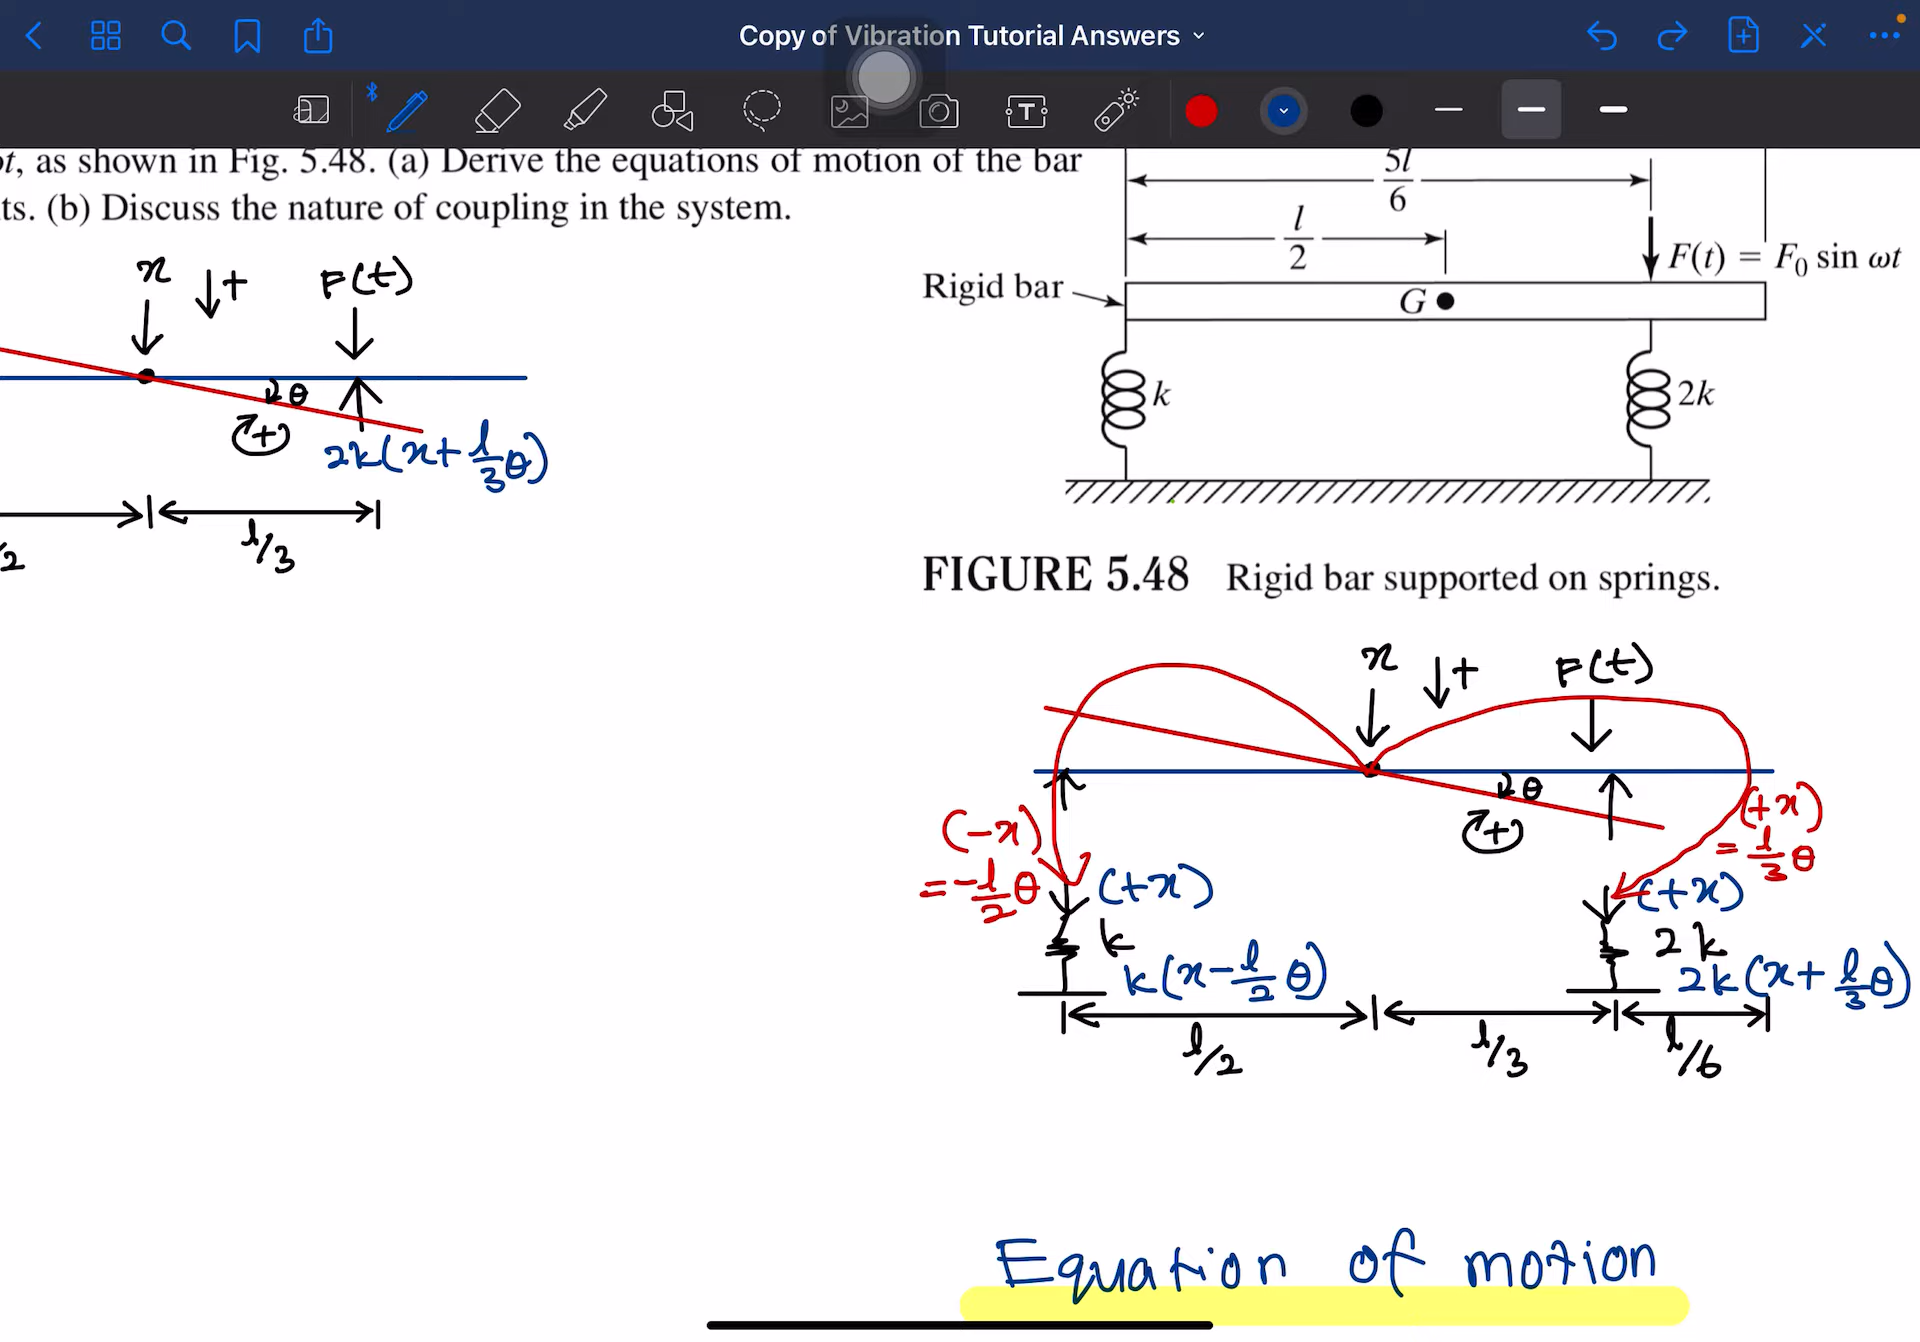 Copy of Vibration Tutorial Answers
t, as shown in Fig. 5.48. (a) Derive the equations of motion of the bar
ts. (b) Discuss the nature of coupling in the system.
5l/6
l/2
F(t) = F₀ sin ωt
Rigid bar
G
k
2k
FIGURE 5.48 Rigid bar supported on springs.
x ↓+ F(t)
θ
+
2k(x+l/3θ)
/2
l/3
x ↓+ F(t)
θ
+
(-x)
=-l/2θ
(+x)
k
k(x-l/2θ)
(+x)
=l/3θ
(+x)
2k
2k(x+l/3θ)
l/2
l/3
l/6
Equation of motion